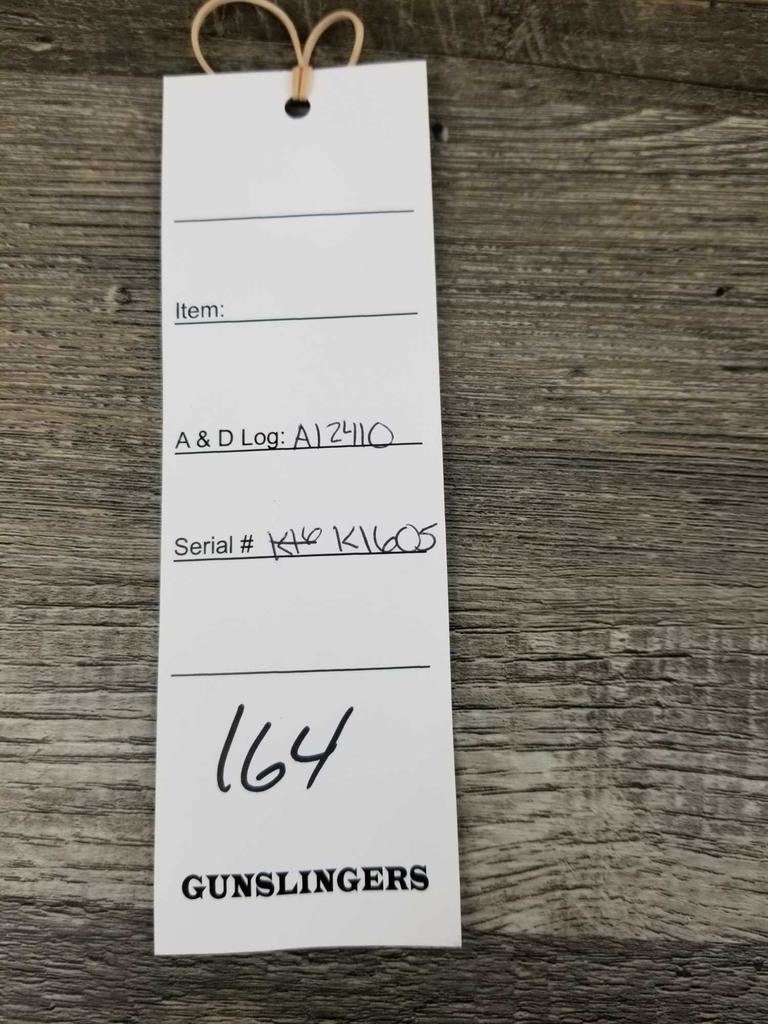 Item:
A & D Log: A12410
Serial # K16 K1605
164
GUNSLINGERS